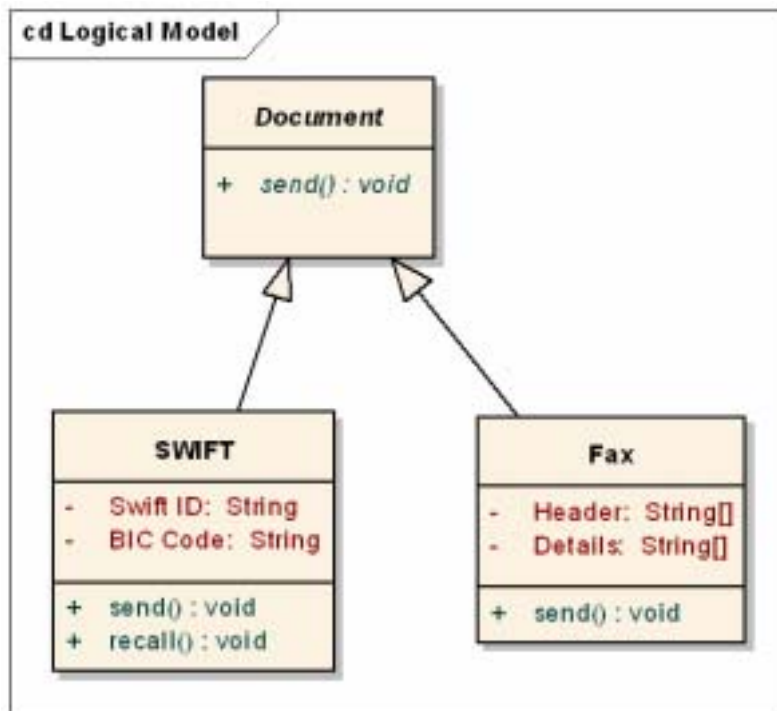 cd Logical Model
Document
+ send() : void
SWIFT
- Swift ID: String
- BIC Code: String
+ send() : void
+ recall() : void
Fax
- Header: String[]
- Details: String[]
+ send() : void